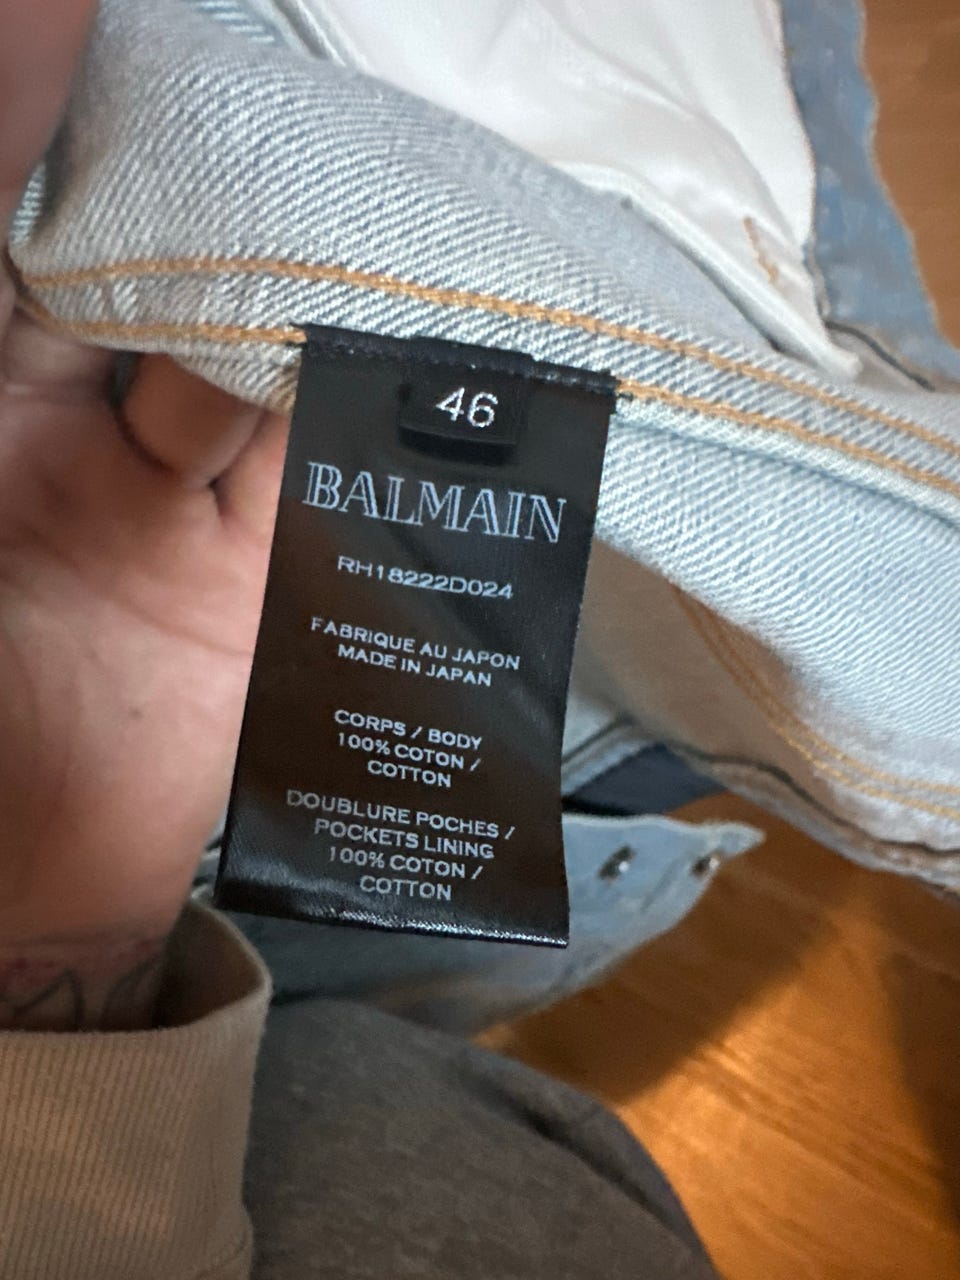 46
BALMAIN
RH18222D024
FABRIQUE AU JAPON
MADE IN JAPAN
CORPS / BODY
100% COTON /
COTTON
DOUBLURE POCHES /
POCKETS LINING
100% COTON /
COTTON